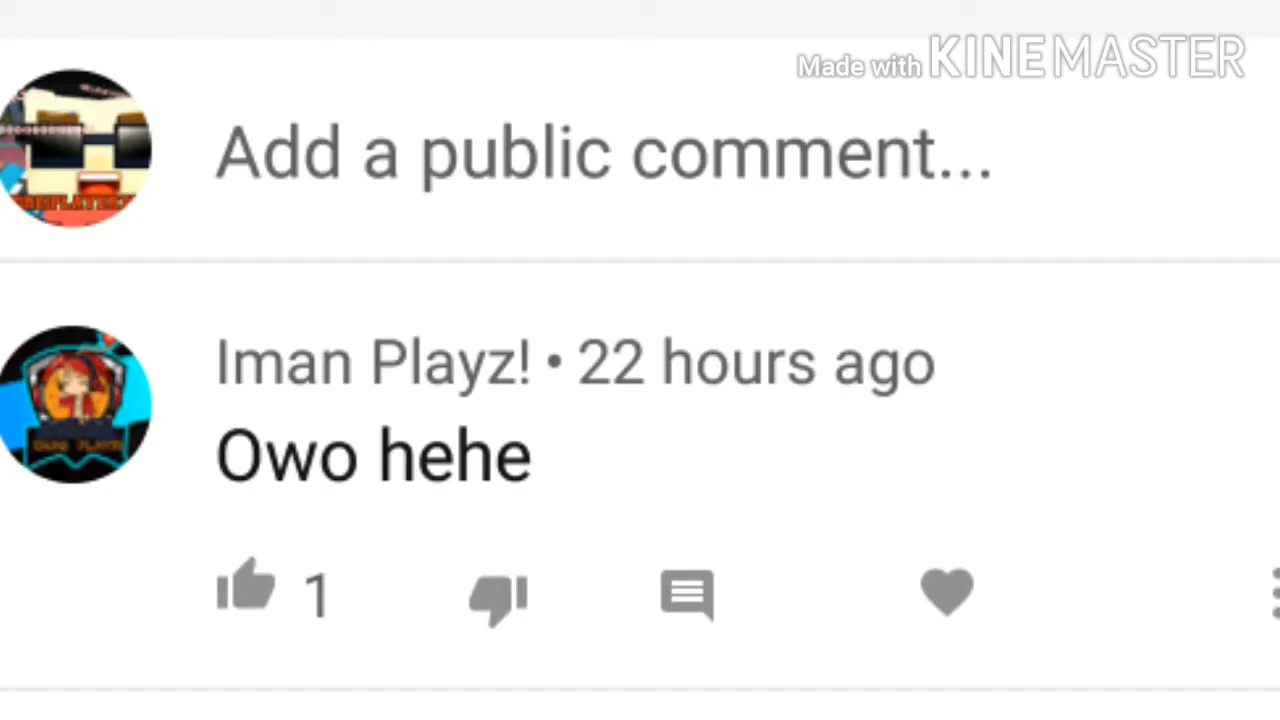 Made with KINEMASTER
Add a public comment...
Iman Playz! • 22 hours ago
Owo hehe
1